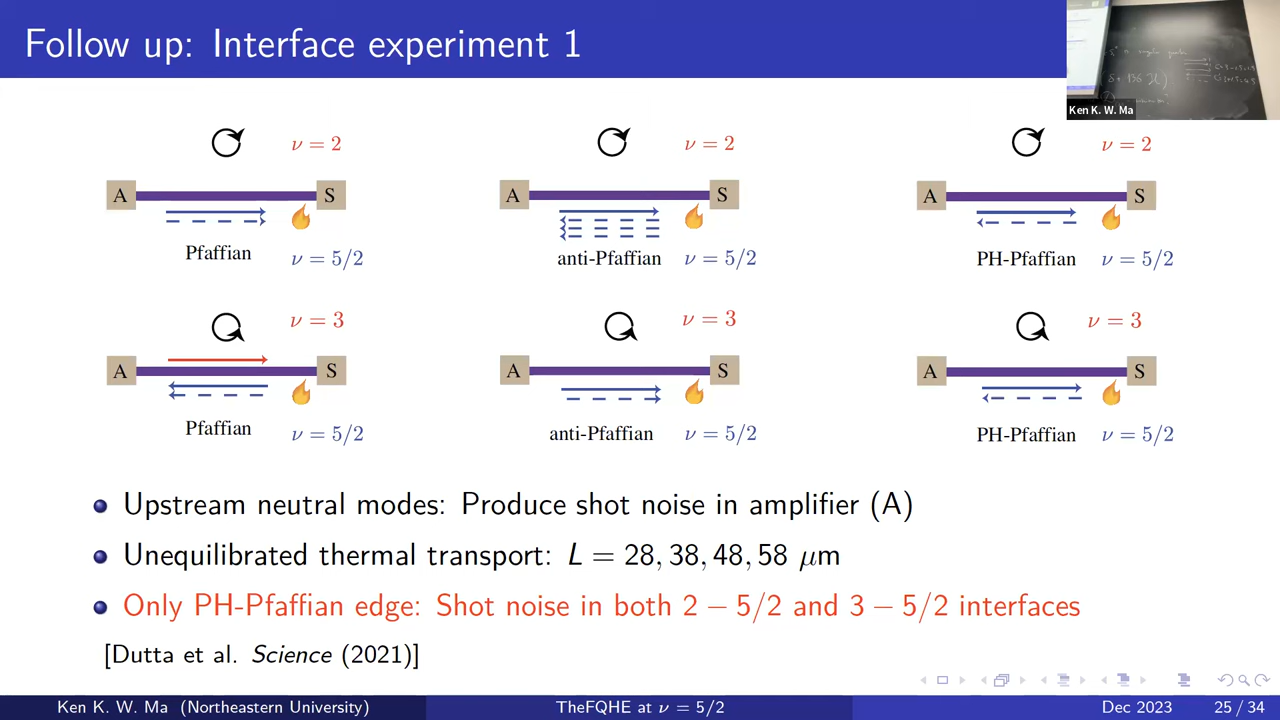 Follow up: Interface experiment 1
Ken K. W. Ma
ν = 2
A S
Pfaffian
ν = 5/2
ν = 2
A S
anti-Pfaffian
ν = 5/2
ν = 2
A S
PH-Pfaffian
ν = 5/2
ν = 3
A S
Pfaffian
ν = 5/2
ν = 3
A S
anti-Pfaffian
ν = 5/2
ν = 3
A S
PH-Pfaffian
ν = 5/2
Upstream neutral modes: Produce shot noise in amplifier (A)
Unequilibrated thermal transport: L = 28, 38, 48, 58 μm
Only PH-Pfaffian edge: Shot noise in both 2 − 5/2 and 3 − 5/2 interfaces
[Dutta et al. Science (2021)]
Ken K. W. Ma (Northeastern University) TheFQHE at ν = 5/2 Dec 2023 25 / 34